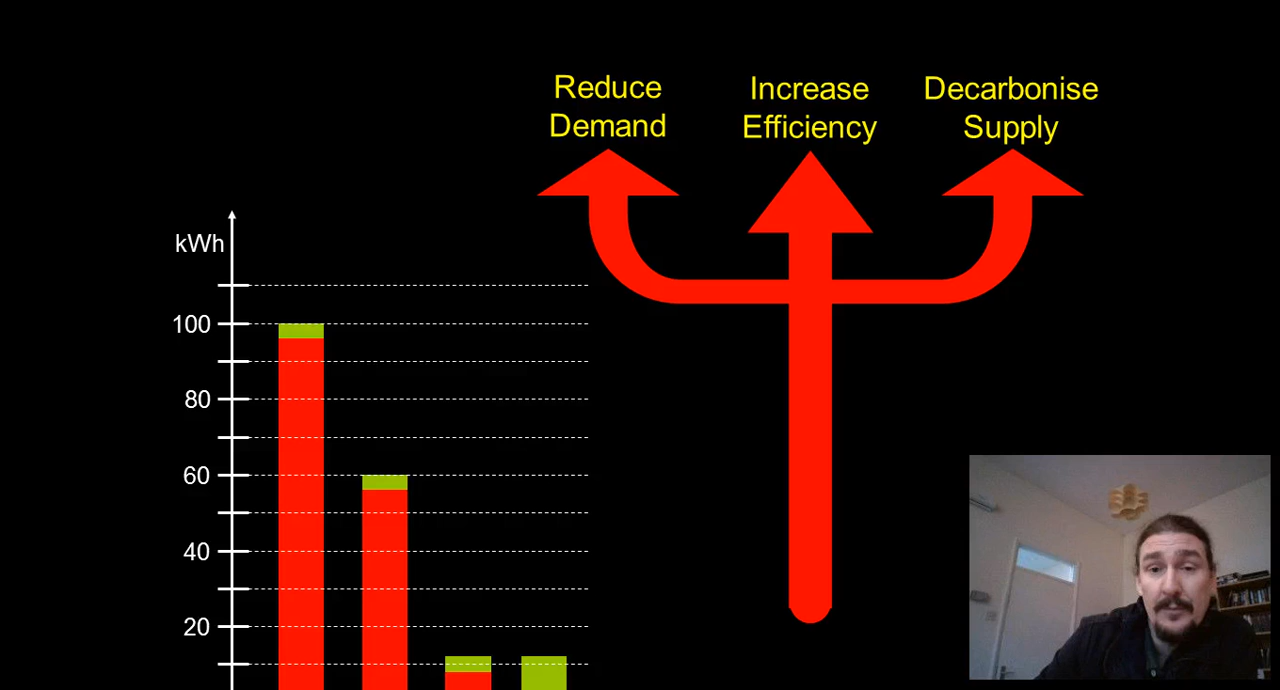 Reduce
Demand
Increase
Efficiency
Decarbonise
Supply
kWh
100
80
60
40
20